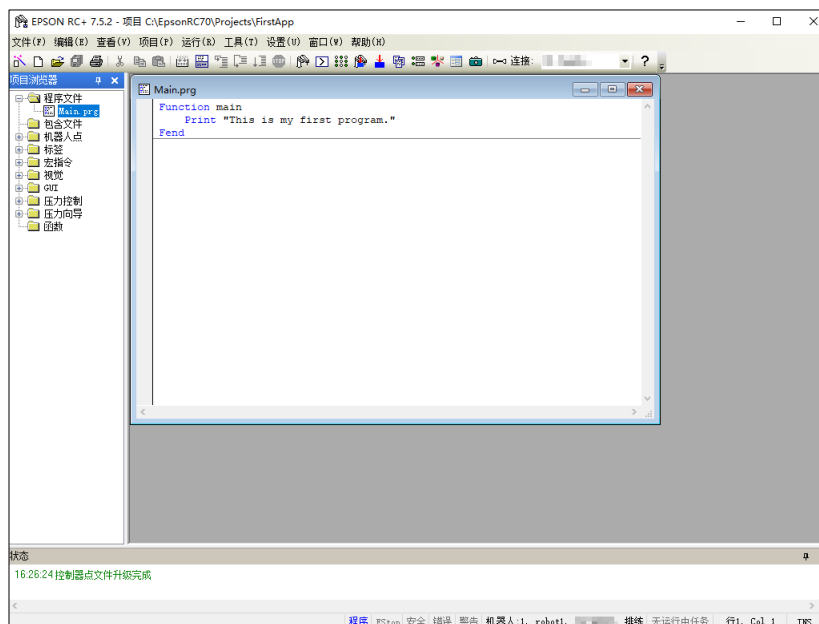 EPSON RC+ 7.5.2 - 项目 C:\EpsonRC70\Projects\FirstApp
文件(F) 编辑(E) 查看(V) 项目(P) 运行(R) 工具(T) 设置(U) 窗口(W) 帮助(H)
连接:
项目浏览器
程序文件
Main.prg
包含文件
机器人点
标签
宏指令
视觉
GUI
压力控制
压力向导
函数
Main.prg
Function main
Print "This is my first program."
Fend
状态
16:26:24 控制器点文件升级完成
程序 EStop 安全 错误 警告 机器人:1, robot1, 排练 无运行中任务 行1, Col 1 INS